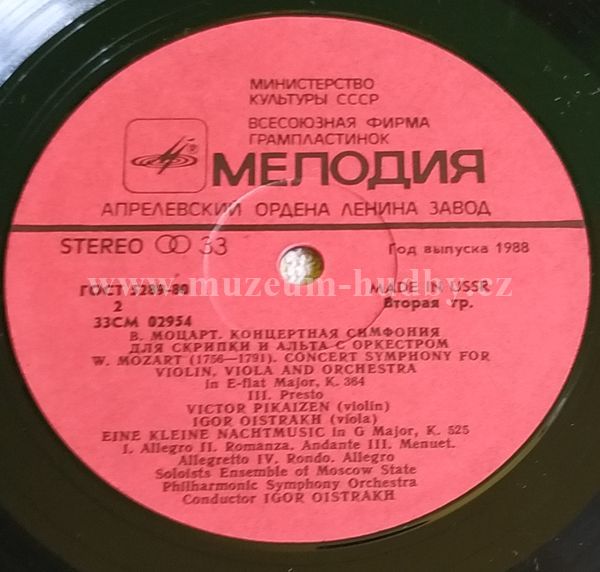 МИНИСТЕРСТВО
КУЛЬТУРЫ СССР
ВСЕСОЮЗНАЯ ФИРМА
ГРАМПЛАСТИНОК
МЕЛОДИЯ
АПРЕЛЕВСКИЙ ОРДЕНА ЛЕНИНА ЗАВОД
STEREO 33
Год выпуска 1988
www.muzeum-hudby.cz
ГОСТ 5289-80
MADE IN USSR
2
Вторая гр.
33СМ 02954
В. МОЦАРТ. КОНЦЕРТНАЯ СИМФОНИЯ
ДЛЯ СКРИПКИ И АЛЬТА С ОРКЕСТРОМ
W. MOZART (1756—1791). CONCERT SYMPHONY FOR
VIOLIN, VIOLA AND ORCHESTRA
in E-flat Major, K. 364
III. Presto
VICTOR PIKAIZEN (violin)
IGOR OISTRAKH (viola)
EINE KLEINE NACHTMUSIC in G Major, K. 525
I. Allegro II. Romanza. Andante III. Menuet.
Allegretto IV. Rondo. Allegro
Soloists Ensemble of Moscow State
Philharmonic Symphony Orchestra
Conductor IGOR OISTRAKH